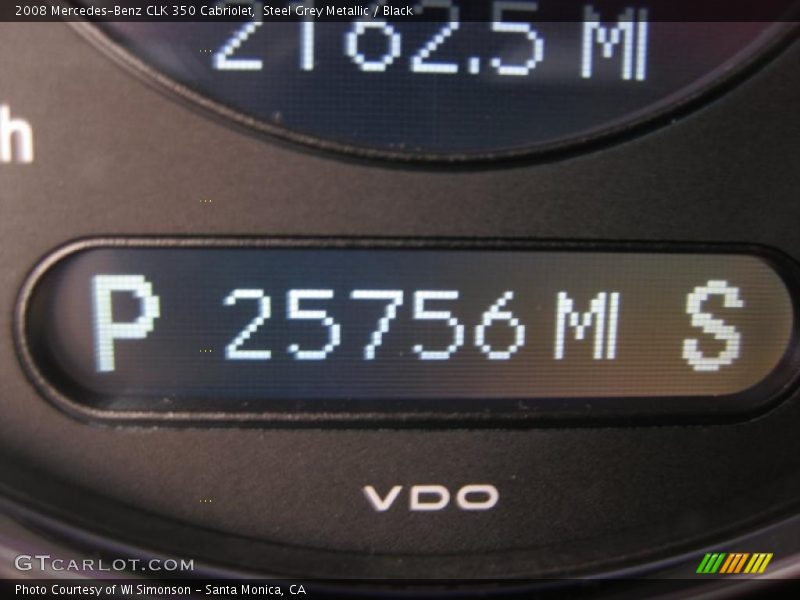 2008 Mercedes-Benz CLK 350 Cabriolet, Steel Grey Metallic / Black
2162.5 MI
h
P 25756 MI S
VDO
GTCARLOT.COM
Photo Courtesy of WI Simonson - Santa Monica, CA